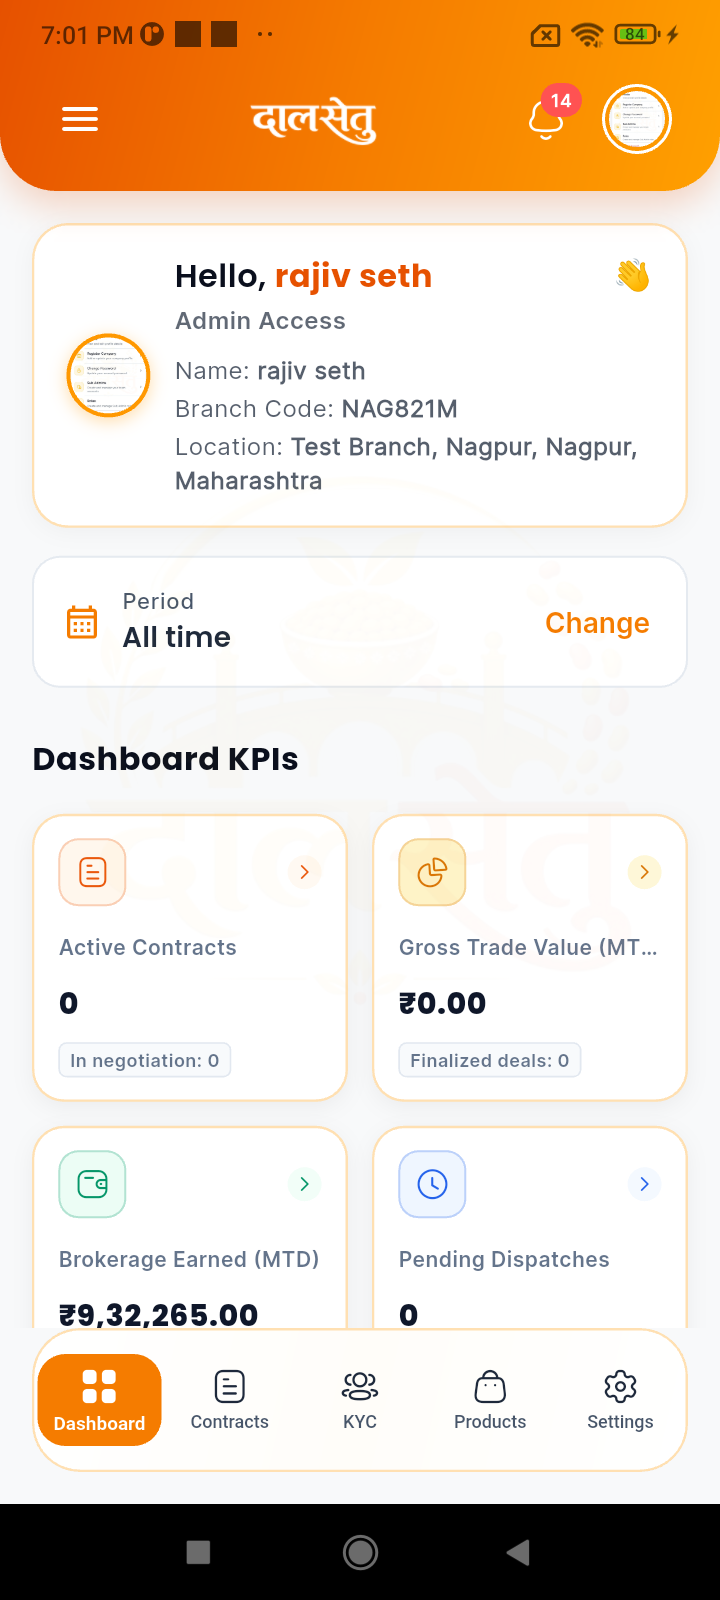 7:01 PM
84
दालसेतु
14
Hello, rajiv seth
Admin Access
Name: rajiv seth
Branch Code: NAG821M
Location: Test Branch, Nagpur, Nagpur,
Maharashtra
Period
All time
Change
Dashboard KPIs
Active Contracts
0
In negotiation: 0
Gross Trade Value (MT...
₹0.00
Finalized deals: 0
Brokerage Earned (MTD)
₹9,32,265.00
Pending Dispatches
0
Dashboard
Contracts
KYC
Products
Settings